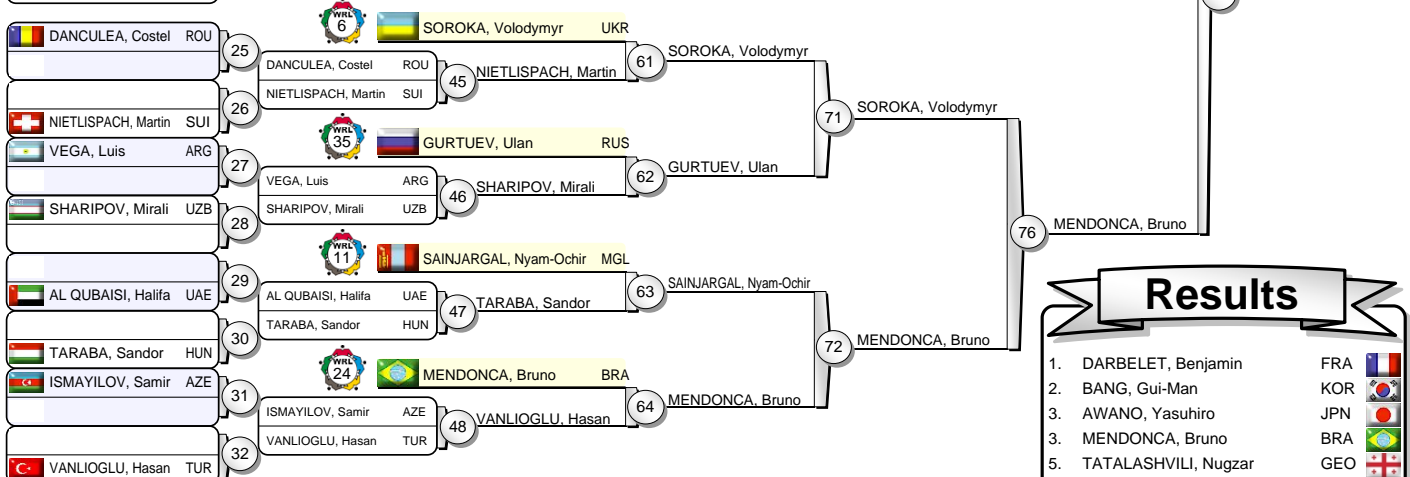 DANCULEA, Costel ROU
25
NIETLISPACH, Martin SUI
26
VEGA, Luis ARG
27
SHARIPOV, Mirali UZB
28
29
AL QUBAISI, Halifa UAE
30
TARABA, Sandor HUN
ISMAYILOV, Samir AZE
31
32
VANLIOGLU, Hasan TUR
WRL
6
SOROKA, Volodymyr UKR
DANCULEA, Costel ROU
NIETLISPACH, Martin SUI
45
NIETLISPACH, Martin
61
WRL
35
GURTUEV, Ulan RUS
VEGA, Luis ARG
SHARIPOV, Mirali UZB
46
SHARIPOV, Mirali
62
WRL
11
SAINJARGAL, Nyam-Ochir MGL
AL QUBAISI, Halifa UAE
TARABA, Sandor HUN
47
TARABA, Sandor
63
WRL
24
MENDONCA, Bruno BRA
ISMAYILOV, Samir AZE
VANLIOGLU, Hasan TUR
48
VANLIOGLU, Hasan
64
SOROKA, Volodymyr
71
GURTUEV, Ulan
SAINJARGAL, Nyam-Ochir
72
MENDONCA, Bruno
SOROKA, Volodymyr
76
MENDONCA, Bruno
MENDONCA, Bruno
Results
1. DARBELET, Benjamin FRA
2. BANG, Gui-Man KOR
3. AWANO, Yasuhiro JPN
3. MENDONCA, Bruno BRA
5. TATALASHVILI, Nugzar GEO